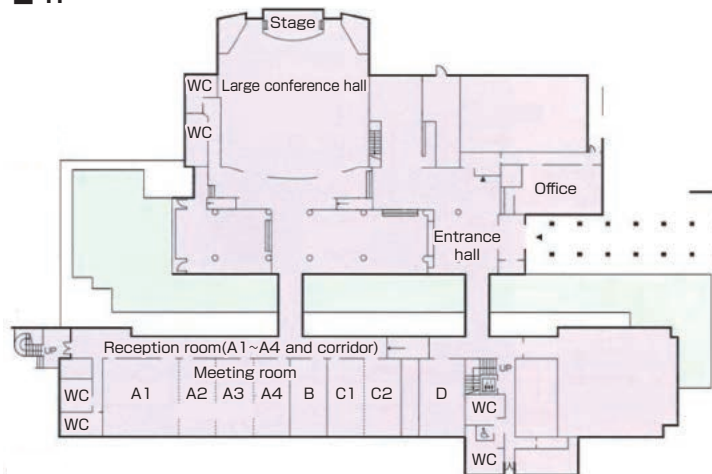 Stage
WC
Large conference hall
WC
Office
Entrance
hall
Reception room(A1~A4 and corridor)
UP
Meeting room
UP
WC
A1
A2
A3
A4
B
C1
C2
D
WC
WC
WC